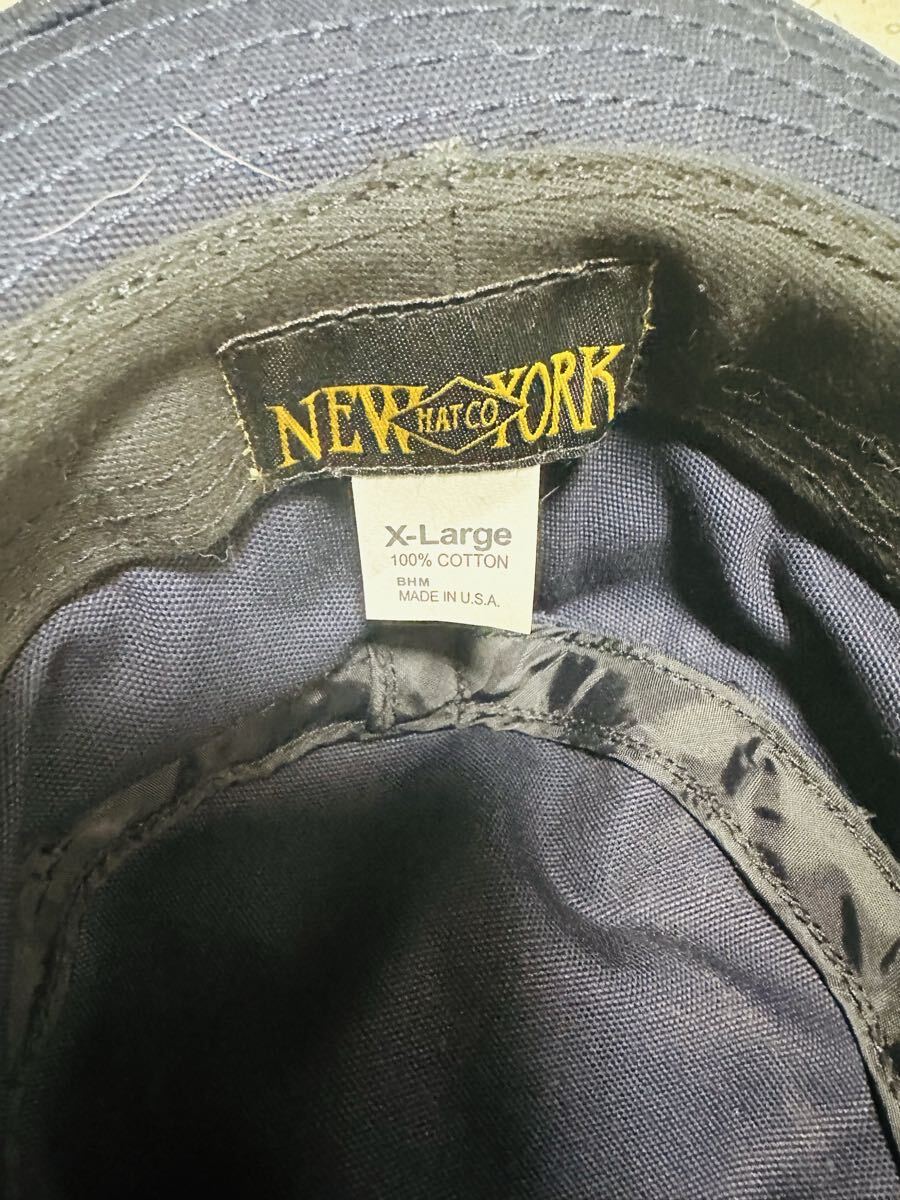 NEW HAT CO YORK
X-Large
100% COTTON
BHM
MADE IN U.S.A.